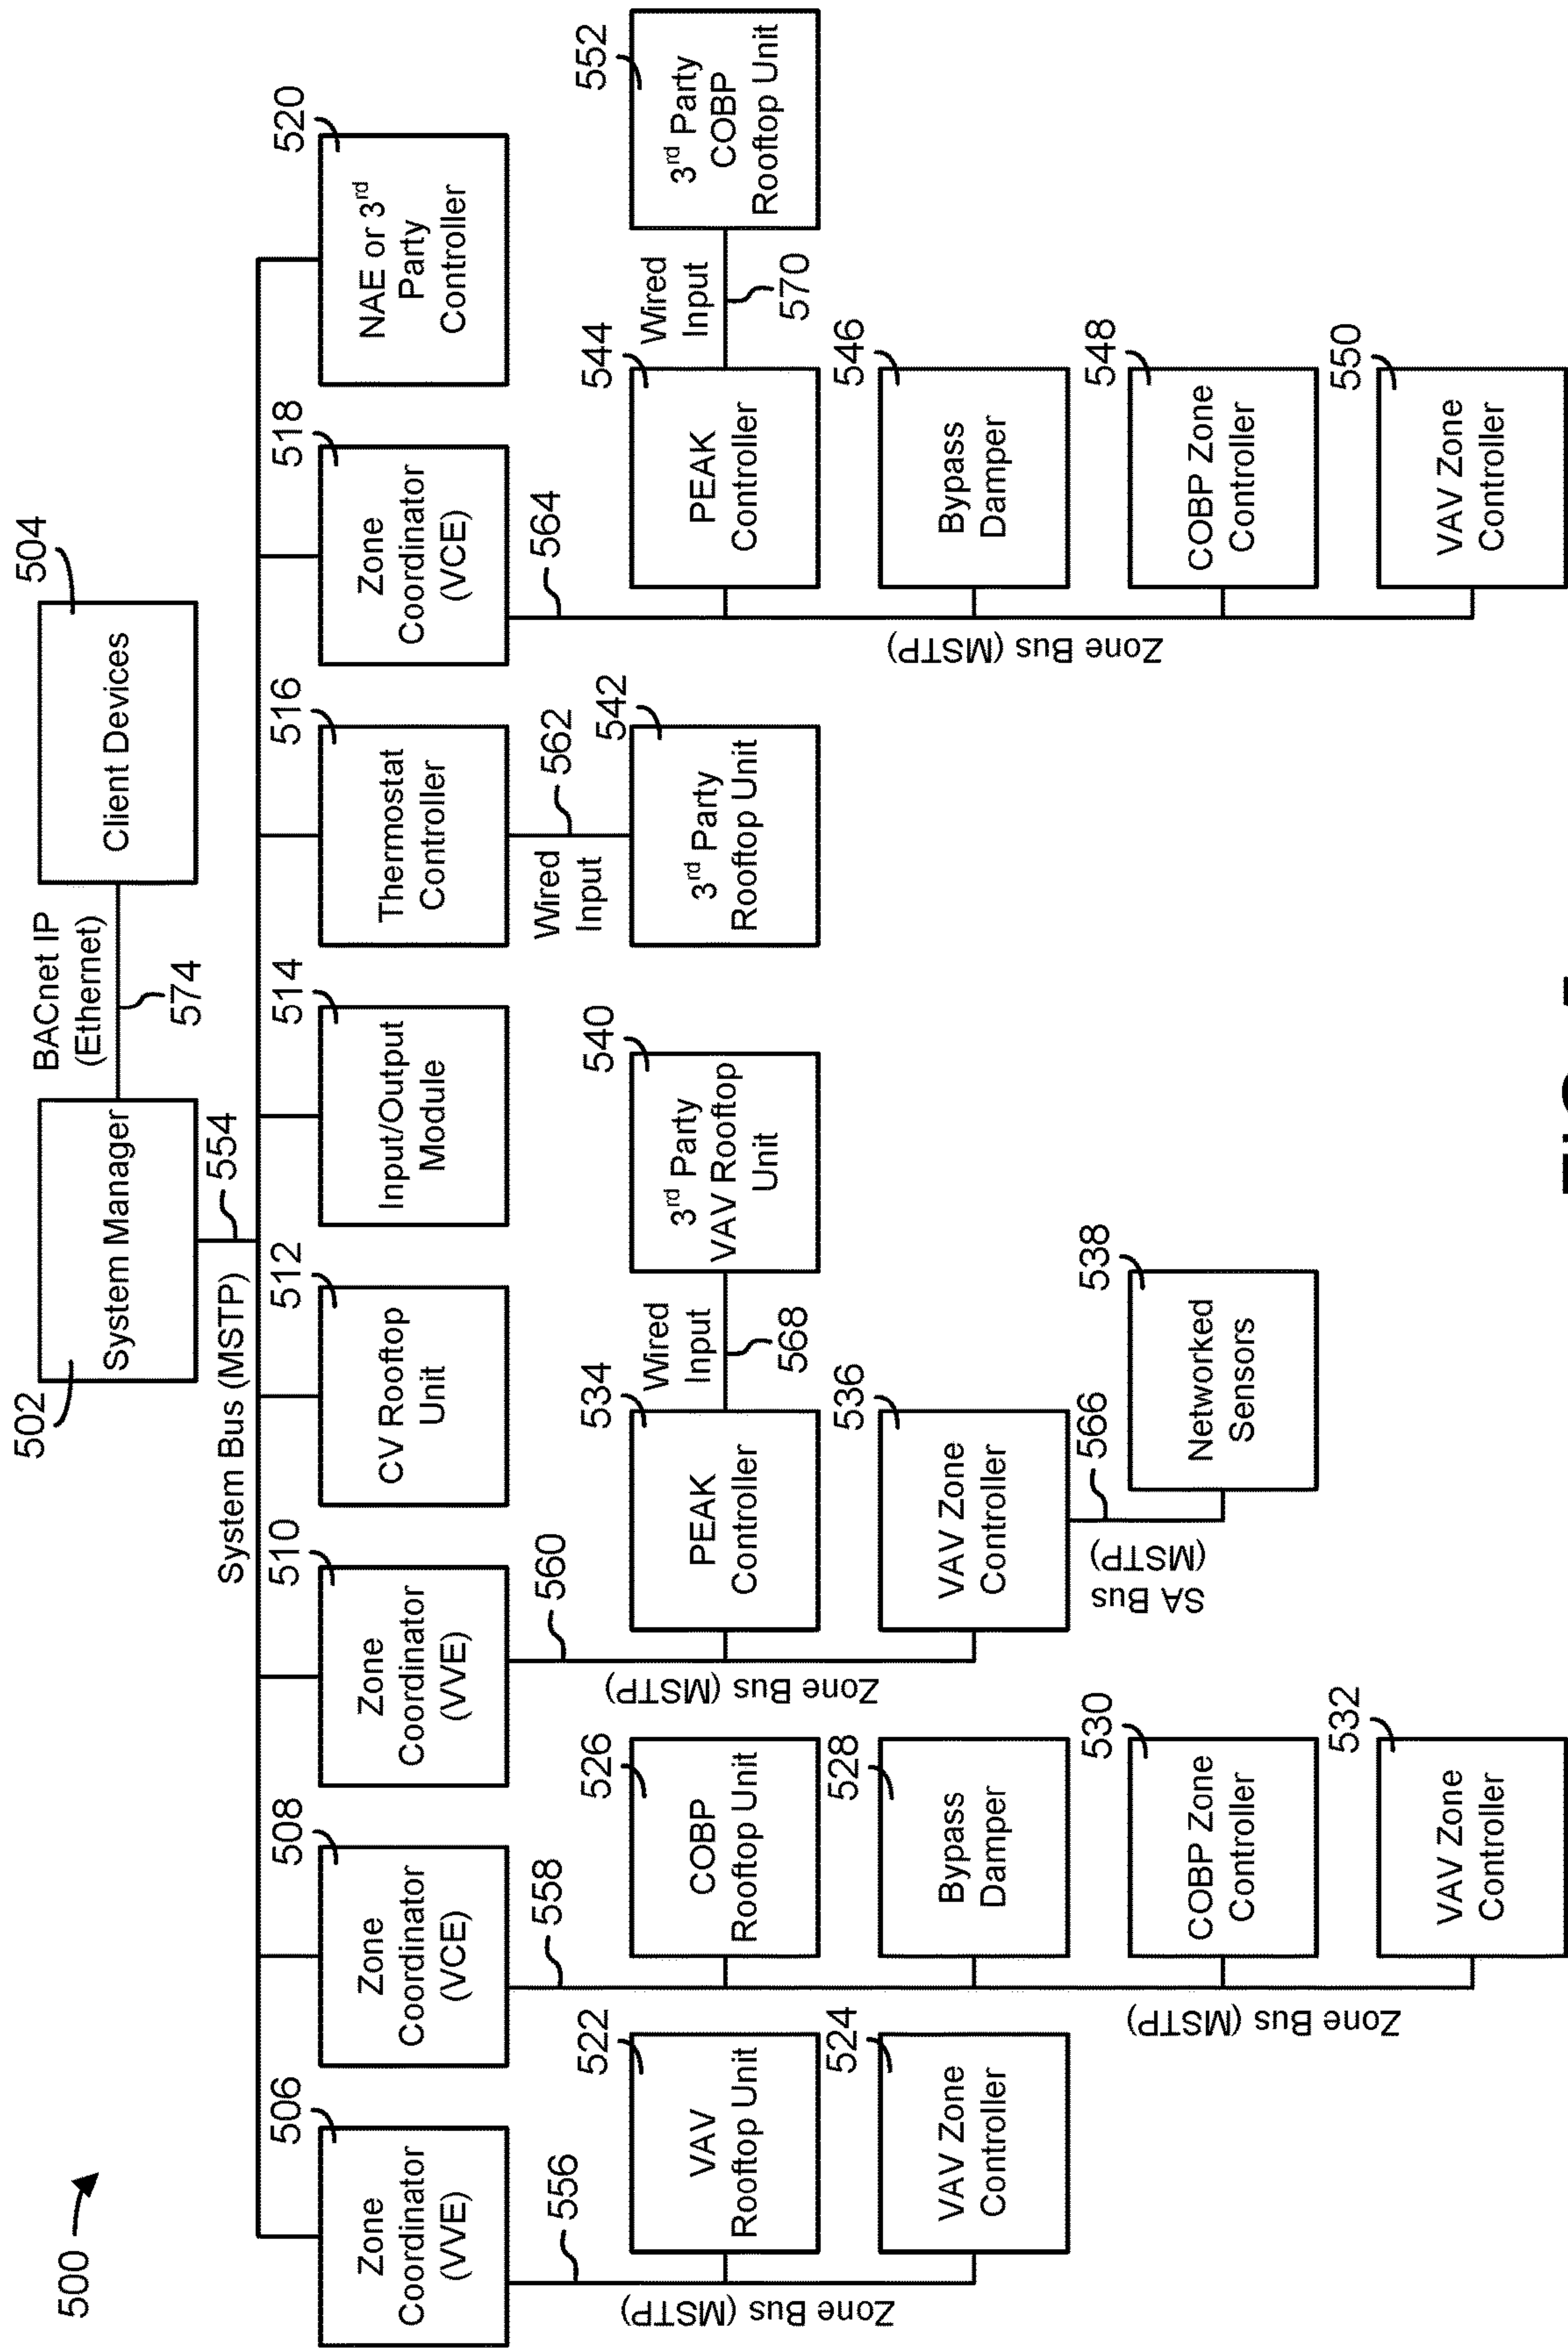 500
502
System Manager
BACnet IP
(Ethernet)
574
504
Client Devices
System Bus (MSTP)
554
506
Zone
Coordinator
(VVE)
508
Zone
Coordinator
(VCE)
510
Zone
Coordinator
(VVE)
512
CV Rooftop
Unit
514
Input/Output
Module
516
Thermostat
Controller
518
Zone
Coordinator
(VCE)
520
NAE or 3rd
Party
Controller
556
Zone Bus (MSTP)
522
VAV
Rooftop Unit
524
VAV Zone
Controller
558
Zone Bus (MSTP)
526
COBP
Rooftop Unit
528
Bypass
Damper
530
COBP Zone
Controller
532
VAV Zone
Controller
560
Zone Bus (MSTP)
534
PEAK
Controller
Wired
Input
568
540
3rd Party
VAV Rooftop
Unit
536
VAV Zone
Controller
SA Bus
(MSTP)
566
538
Networked
Sensors
Wired
Input
562
542
3rd Party
Rooftop Unit
564
Zone Bus (MSTP)
544
PEAK
Controller
Wired
Input
570
552
3rd Party
COBP
Rooftop Unit
546
Bypass
Damper
548
COBP Zone
Controller
550
VAV Zone
Controller